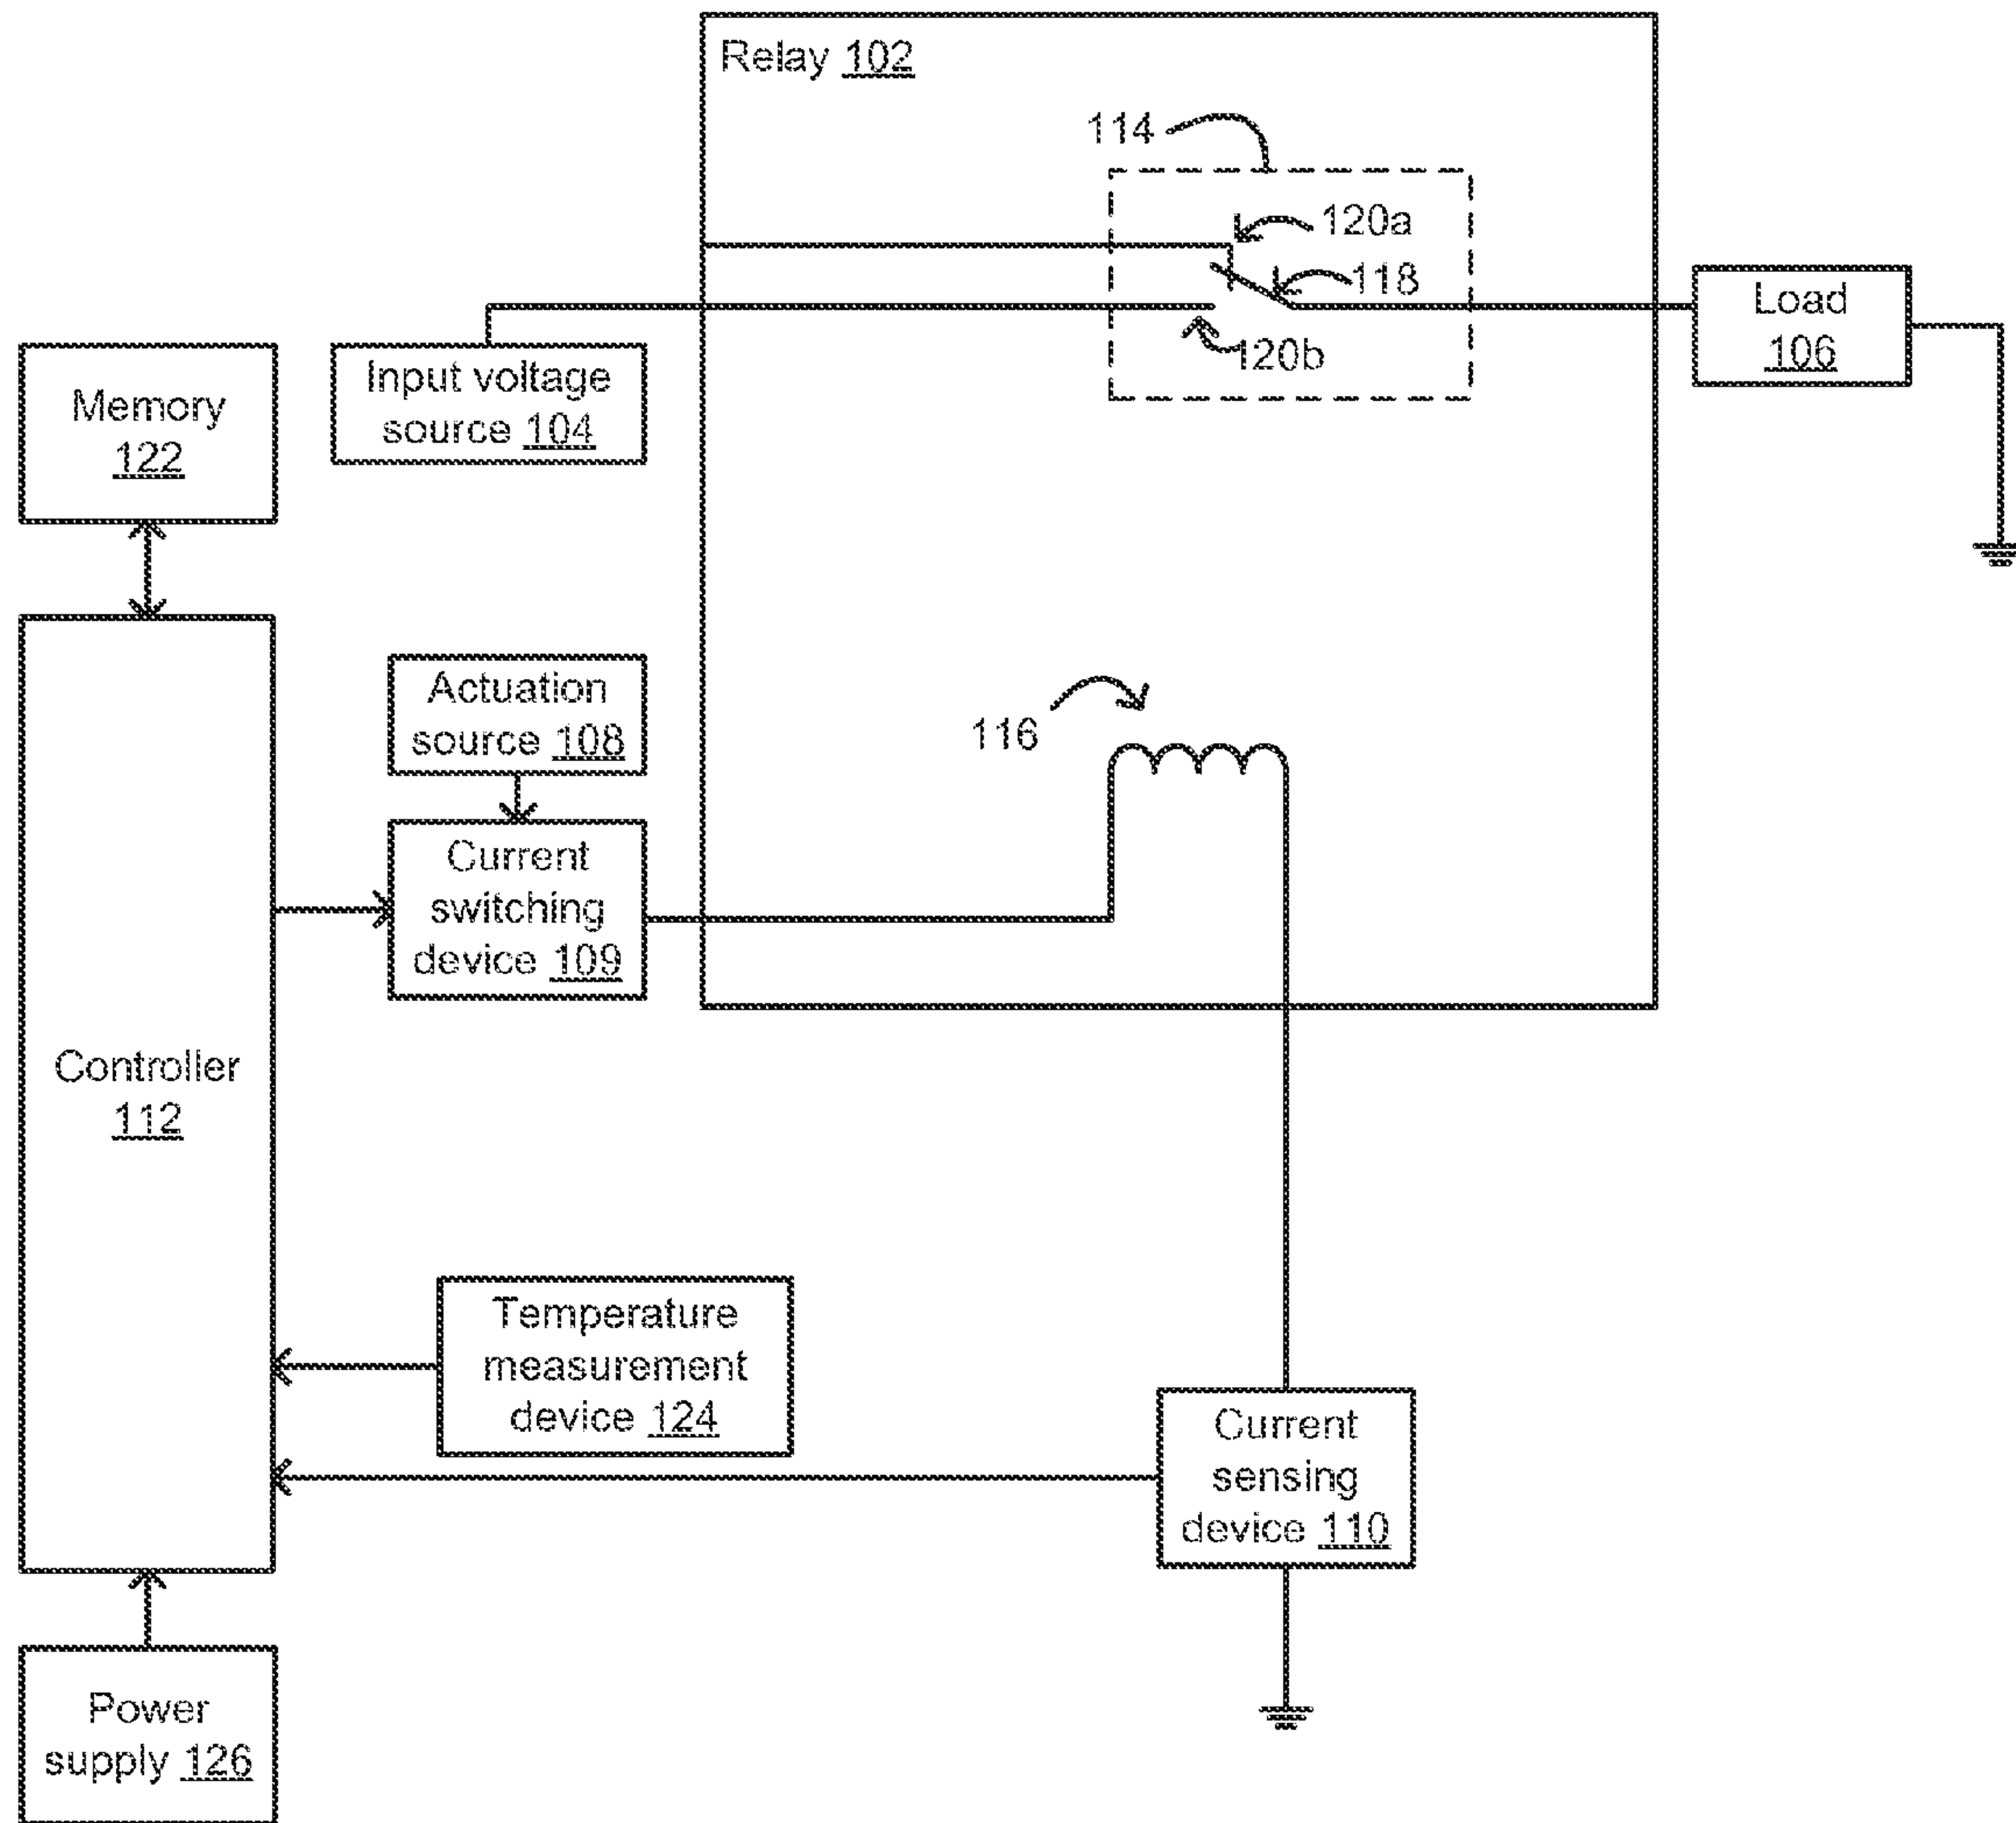 Relay 102
114
120a
118
120b
Load
106
Input voltage
source 104
Memory
122
Actuation
source 108
116
Current
switching
device 109
Controller
112
Temperature
measurement
device 124
Current
sensing
device 110
Power
supply 126